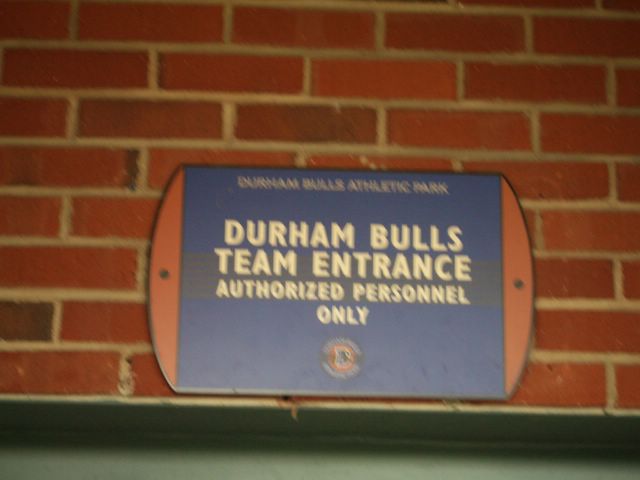 DURHAM BULLS ATHLETIC PARK
DURHAM BULLS
TEAM ENTRANCE
AUTHORIZED PERSONNEL
ONLY